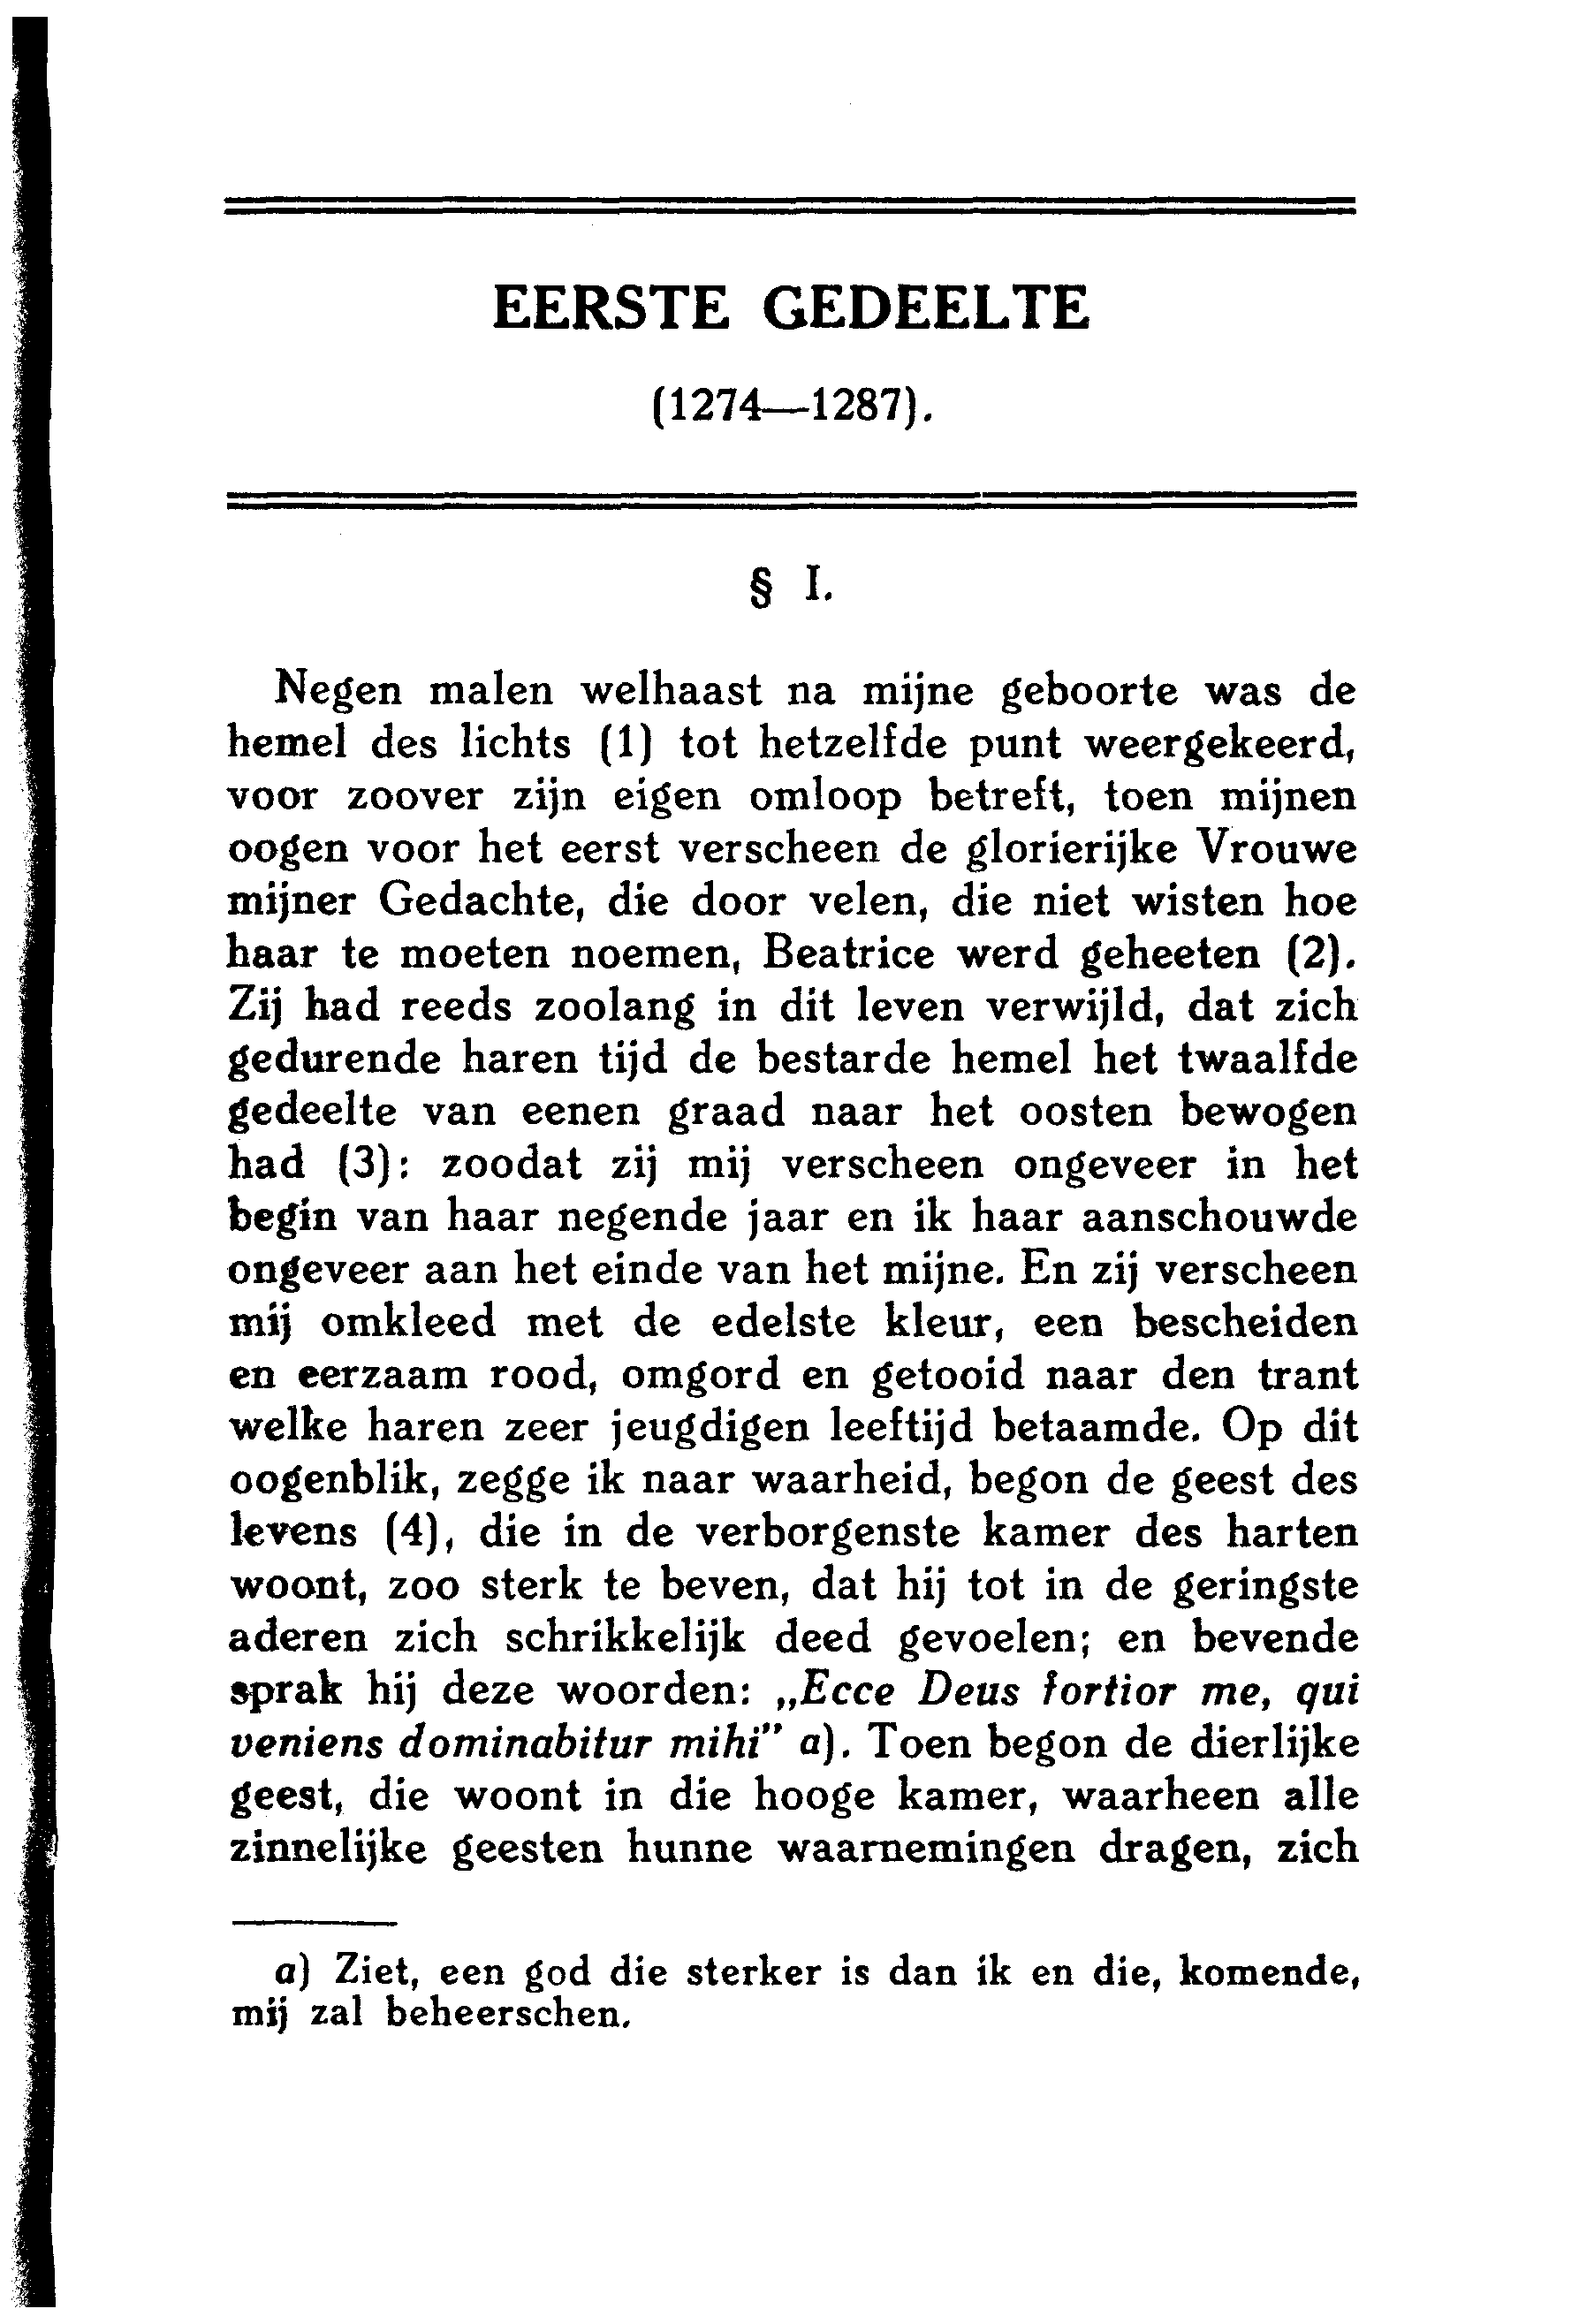 EERSTE GEDEELTE
(1274—1287).
§ I.
Negen malen welhaast na mijne geboorte was de
hemel des lichts (1) tot hetzelfde punt weergekeerd,
voor zoover zijn eigen omloop betreft, toen mijnen
oogen voor het eerst verscheen de glorierijke Vrouwe
mijner Gedachte, die door velen, die niet wisten hoe
haar te moeten noemen, Beatrice werd geheeten (2).
Zij had reeds zoolang in dit leven verwijld, dat zich
gedurende haren tijd de bestarde hemel het twaalfde
gedeelte van eenen graad naar het oosten bewogen
had (3): zoodat zij mij verscheen ongeveer in het
begin van haar negende jaar en ik haar aanschouwde
ongeveer aan het einde van het mijne. En zij verscheen
mij omkleed met de edelste kleur, een bescheiden
en eerzaam rood, omgord en getooid naar den trant
welke haren zeer jeugdigen leeftijd betaamde. Op dit
oogenblik, zegge ik naar waarheid, begon de geest des
levens (4), die in de verborgenste kamer des harten
woont, zoo sterk te beven, dat hij tot in de geringste
aderen zich schrikkelijk deed gevoelen; en bevende
sprak hij deze woorden: „Ecce Deus fortior me, qui
veniens dominabitur mihi” a). Toen begon de dierlijke
geest, die woont in die hooge kamer, waarheen alle
zinnelijke geesten hunne waarnemingen dragen, zich
a) Ziet, een god die sterker is dan ik en die, komende,
mij zal beheerschen.